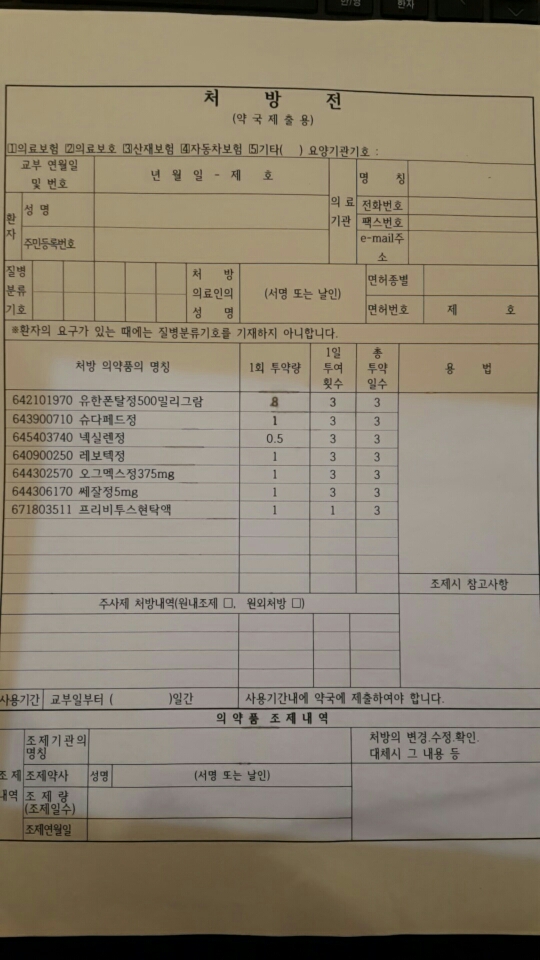 한/영
한자
처 방 전
(약국제출용)
①의료보험 ②의료보호 ③산재보험 ④자동차보험 ⑤기타( ) 요양기관기호 :
교부 연월일 및 번호
년 월 일 - 제 호
의료기관
명 칭
전화번호
팩스번호
e-mail주소
환자
성 명
주민등록번호
질병분류기호
처 방 의료인의 성 명
(서명 또는 날인)
면허종별
면허번호
제 호
※환자의 요구가 있는 때에는 질병분류기호를 기재하지 아니합니다.
처방 의약품의 명칭 1회 투약량 1일 투여 횟수 총 투약 일수 용 법
642101970 유한폰탈정500밀리그람 3 3
643900710 슈다페드정 1 3 3
645403740 넥실렌정 0.5 3 3
640900250 레보텍정 1 3 3
644302570 오그멕스정375mg 1 3 3
644306170 쎄잘정5mg 1 3 3
671803511 프리비투스현탁액 1 1 3
조제시 참고사항
주사제 처방내역(원내조제 □, 원외처방 □)
사용기간 교부일부터 ( )일간 사용기간내에 약국에 제출하여야 합니다.
의약품 조제내역
조제내역
조제기관의 명칭
처방의 변경.수정.확인.
대체시 그 내용 등
조제약사 성명 (서명 또는 날인)
조 제 량
(조제일수)
조제연월일